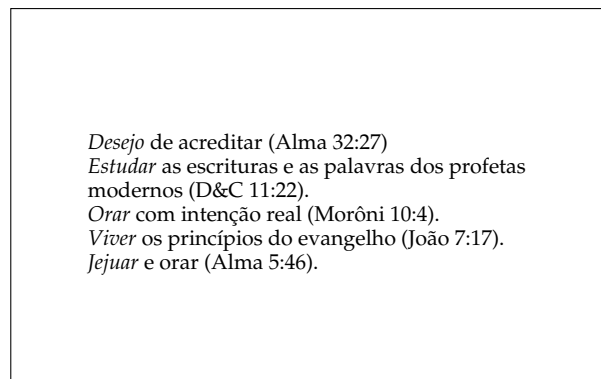 Desejo de acreditar (Alma 32:27)
Estudar as escrituras e as palavras dos profetas
modernos (D&C 11:22).
Orar com intenção real (Morôni 10:4).
Viver os princípios do evangelho (João 7:17).
Jejuar e orar (Alma 5:46).